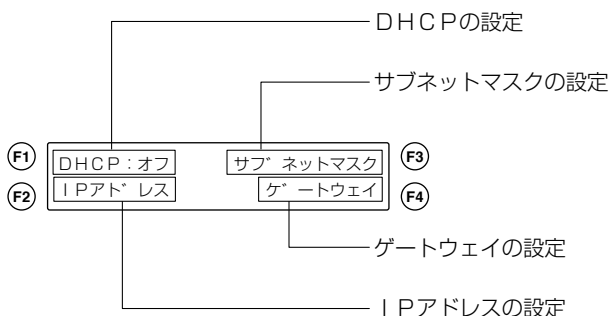 DHCPの設定
サブネットマスクの設定
F1 DHCP:オフ サブ゛ネットマスク F3
F2 IPアト゛レス ケ゛ートウェイ F4
ゲートウェイの設定
IPアドレスの設定